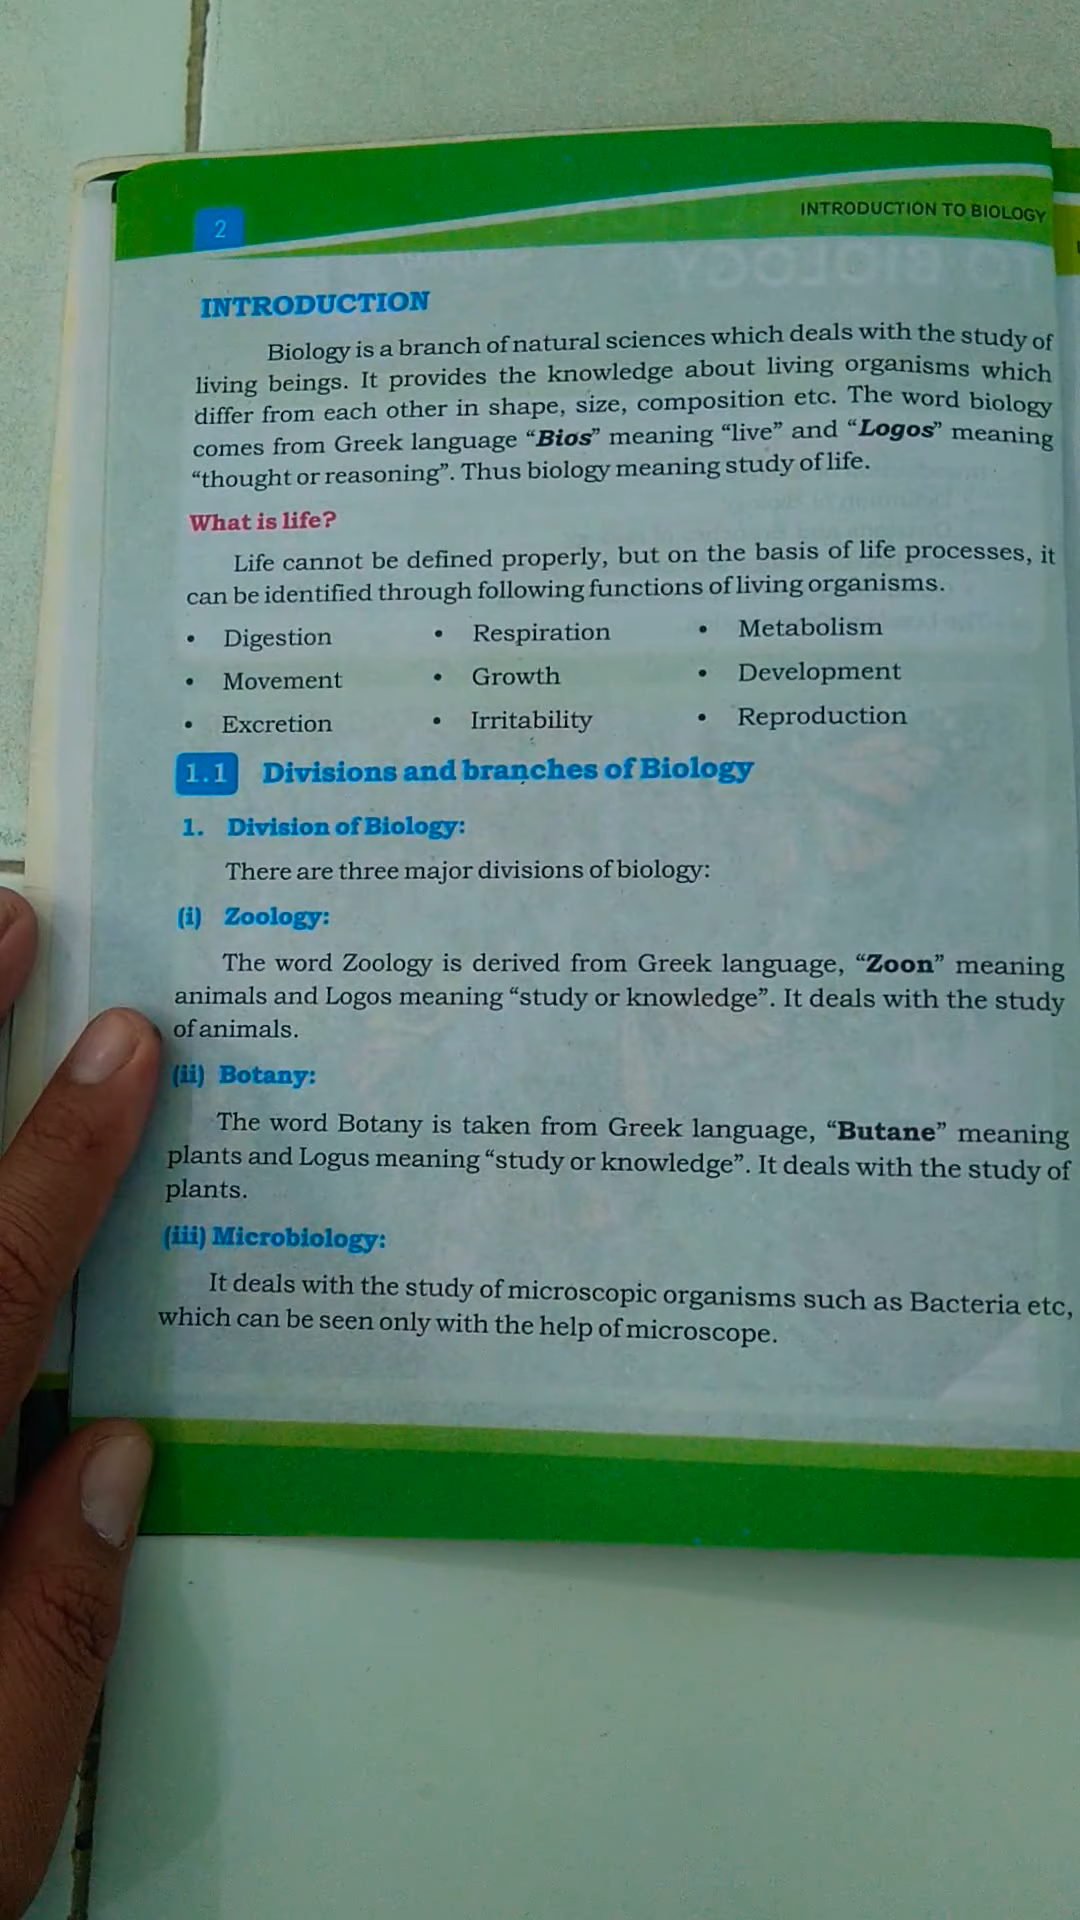 2
INTRODUCTION TO BIOLOGY
INTRODUCTION
Biology is a branch of natural sciences which deals with the study of
living beings. It provides the knowledge about living organisms which
differ from each other in shape, size, composition etc. The word biology
comes from Greek language “Bios” meaning “live” and “Logos” meaning
“thought or reasoning”. Thus biology meaning study of life.
What is life?
Life cannot be defined properly, but on the basis of life processes, it
can be identified through following functions of living organisms.
• Digestion • Respiration • Metabolism
• Movement • Growth • Development
• Excretion • Irritability • Reproduction
1.1 Divisions and branches of Biology
1. Division of Biology:
There are three major divisions of biology:
(i) Zoology:
The word Zoology is derived from Greek language, “Zoon” meaning
animals and Logos meaning “study or knowledge”. It deals with the study
of animals.
(ii) Botany:
The word Botany is taken from Greek language, “Butane” meaning
plants and Logus meaning “study or knowledge”. It deals with the study of
plants.
(iii) Microbiology:
It deals with the study of microscopic organisms such as Bacteria etc,
which can be seen only with the help of microscope.